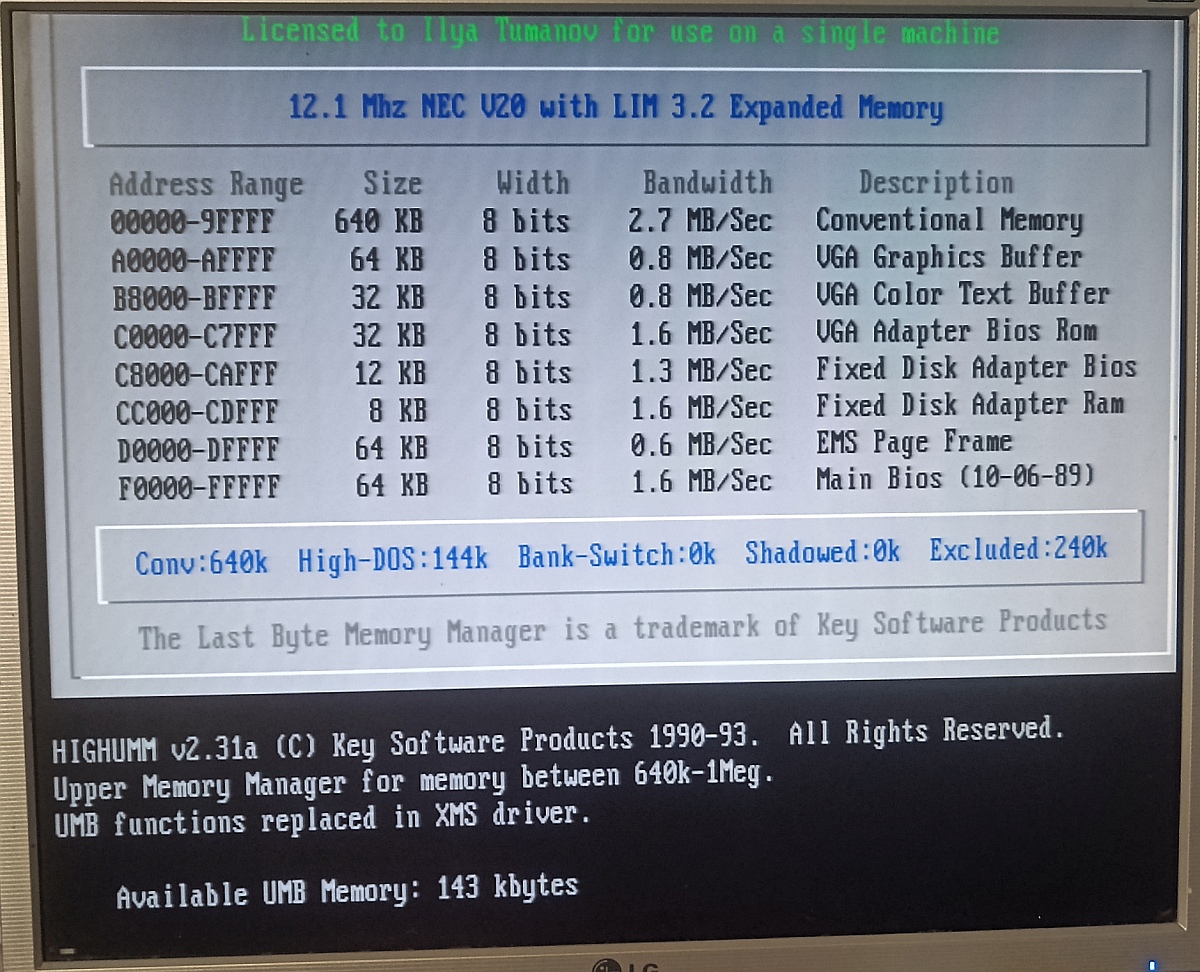 Licensed to Ilya Tumanov for use on a single machine
12.1 Mhz NEC V20 with LIM 3.2 Expanded Memory
Address Range Size Width Bandwidth Description
00000-9FFFF 640 KB 8 bits 2.7 MB/Sec Conventional Memory
A0000-AFFFF 64 KB 8 bits 0.8 MB/Sec VGA Graphics Buffer
B8000-BFFFF 32 KB 8 bits 0.8 MB/Sec VGA Color Text Buffer
C0000-C7FFF 32 KB 8 bits 1.6 MB/Sec VGA Adapter Bios Rom
C8000-CAFFF 12 KB 8 bits 1.3 MB/Sec Fixed Disk Adapter Bios
CC000-CDFFF 8 KB 8 bits 1.6 MB/Sec Fixed Disk Adapter Ram
D0000-DFFFF 64 KB 8 bits 0.6 MB/Sec EMS Page Frame
F0000-FFFFF 64 KB 8 bits 1.6 MB/Sec Main Bios (10-06-89)
Conv:640k High-DOS:144k Bank-Switch:0k Shadowed:0k Excluded:240k
The Last Byte Memory Manager is a trademark of Key Software Products
HIGHUMM v2.31a (C) Key Software Products 1990-93. All Rights Reserved.
Upper Memory Manager for memory between 640k-1Meg.
UMB functions replaced in XMS driver.
Available UMB Memory: 143 kbytes
LG